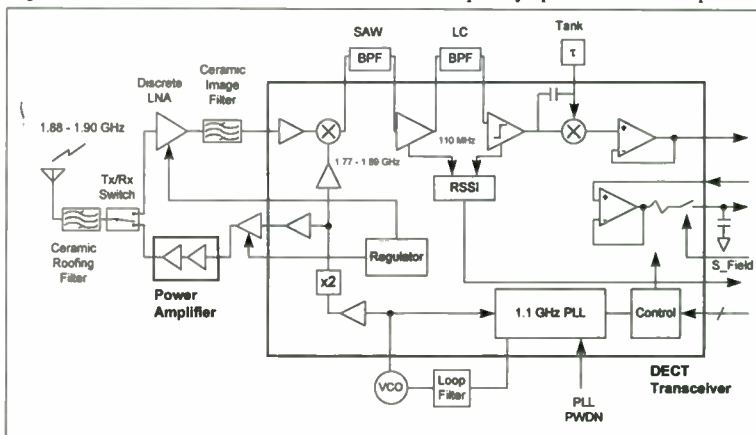 SAW
LC
Tank
BPF
BPF
τ
Discrete
LNA
Ceramic
Image
Filter
1.88 - 1.90 GHz
110 MHz
1.77 - 1.89 GHz
RSSI
Tx/Rx
Switch
Ceramic
Roofing
Filter
Power
Amplifier
Regulator
S_Field
x2
1.1 GHz PLL
Control
VCO
Loop
Filter
PLL
PWDN
DECT
Transceiver